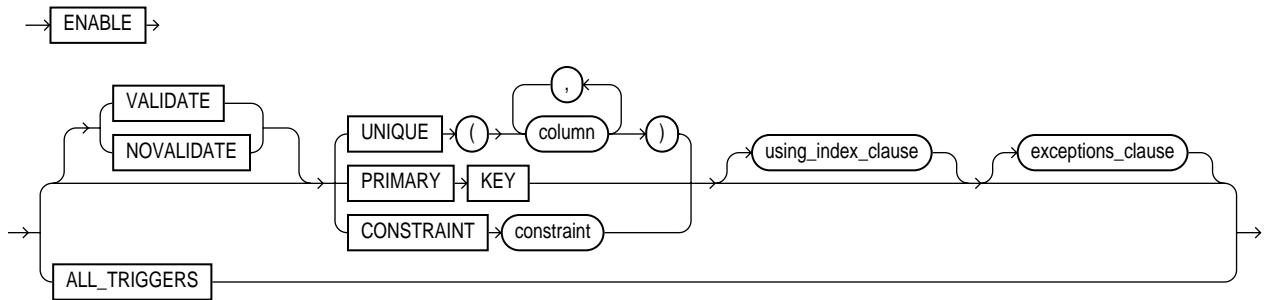 ENABLE
,
VALIDATE
UNIQUE ( column )
using_index_clause exceptions_clause
NOVALIDATE
PRIMARY KEY
CONSTRAINT constraint
ALL_TRIGGERS